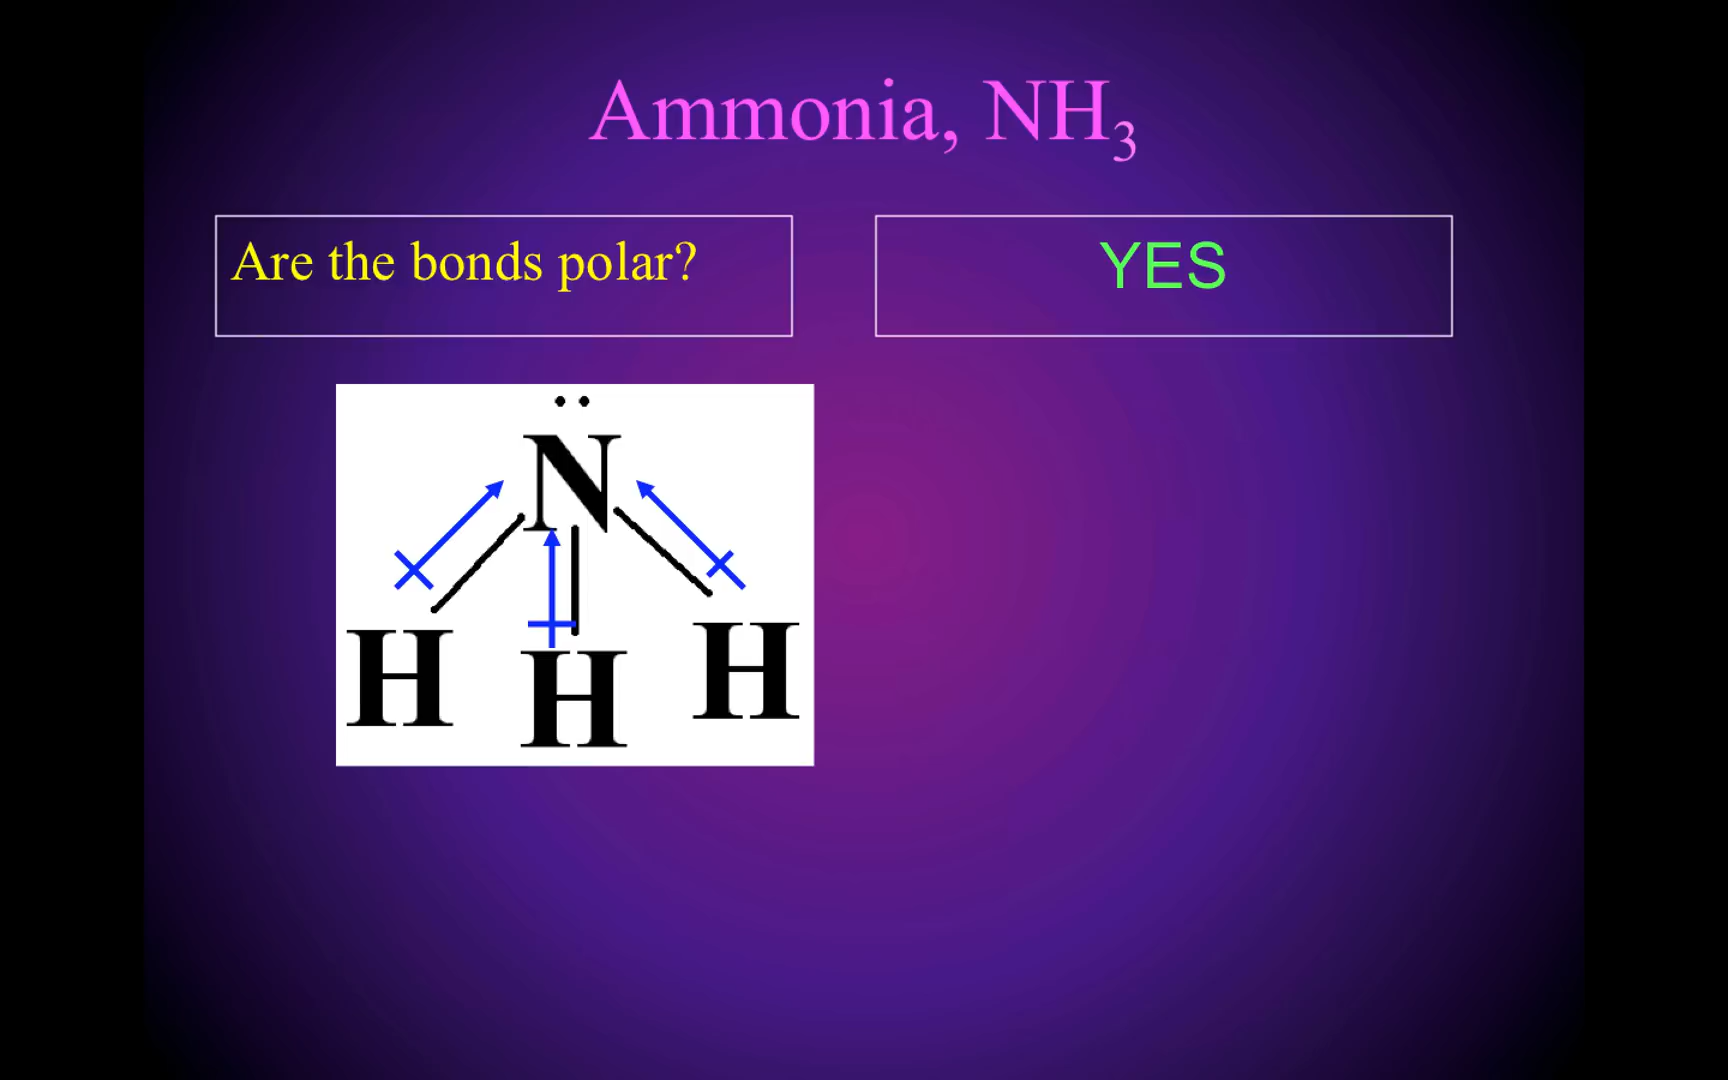 Ammonia, NH₃
Are the bonds polar?
YES
N
H
H
H